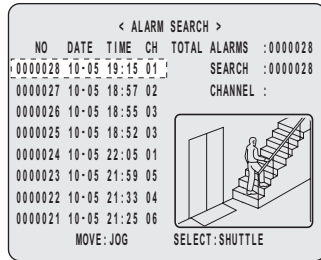 < ALARM SEARCH >
NO DATE TIME CH TOTAL ALARMS :0000028
0000028 10-05 19:15 01 SEARCH :0000028
0000027 10-05 18:57 02 CHANNEL :
0000026 10-05 18:55 03
0000025 10-05 18:52 03
0000024 10-05 22:05 01
0000023 10-05 21:59 05
0000022 10-05 21:33 04
0000021 10-05 21:25 06
MOVE:JOG SELECT:SHUTTLE